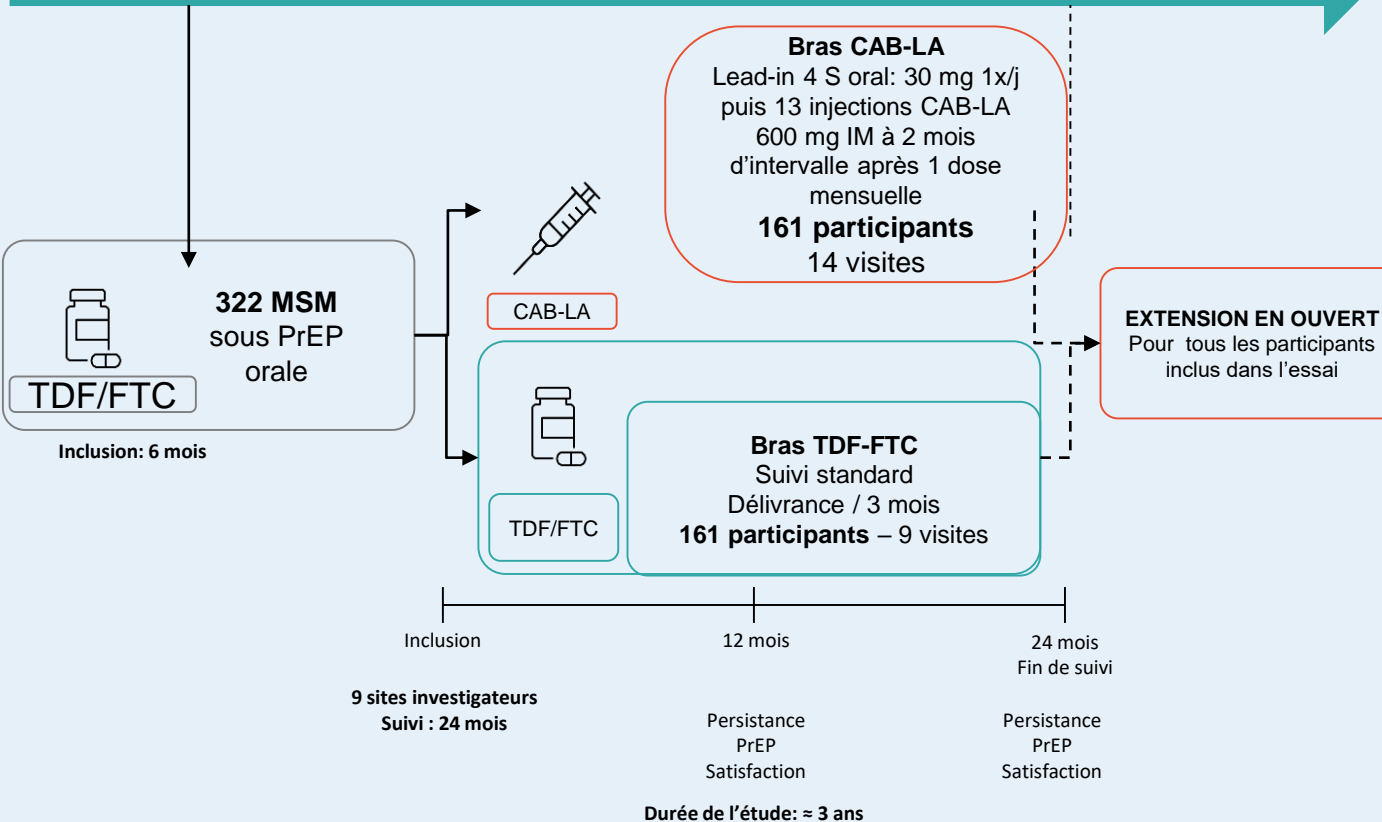 Bras CAB-LA
Lead-in 4 S oral: 30 mg 1x/j
puis 13 injections CAB-LA
600 mg IM à 2 mois
d’intervalle après 1 dose
mensuelle
161 participants
14 visites
322 MSM
sous PrEP
orale
TDF/FTC
Inclusion: 6 mois
CAB-LA
EXTENSION EN OUVERT
Pour tous les participants
inclus dans l’essai
TDF/FTC
Bras TDF-FTC
Suivi standard
Délivrance / 3 mois
161 participants – 9 visites
Inclusion
12 mois
24 mois
Fin de suivi
9 sites investigateurs
Suivi : 24 mois
Persistance
PrEP
Satisfaction
Persistance
PrEP
Satisfaction
Durée de l’étude: ≈ 3 ans